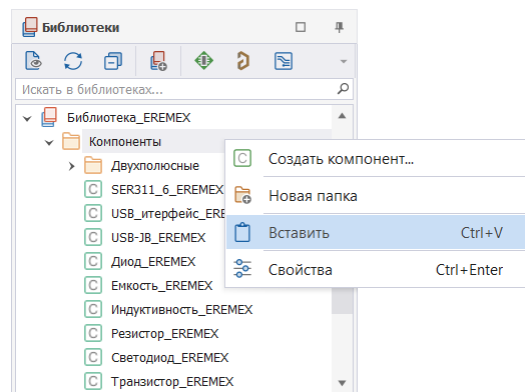 Библиотеки
Искать в библиотеках...
Библиотека_EREMEX
Компоненты
Двухполюсные
SER311_6_EREMEX
USB_итерфейс_ERE
USB-JB_EREMEX
Диод_EREMEX
Емкость_EREMEX
Индуктивность_EREMEX
Резистор_EREMEX
Светодиод_EREMEX
Транзистор_EREMEX
Создать компонент...
Новая папка
Вставить Ctrl+V
Свойства Ctrl+Enter